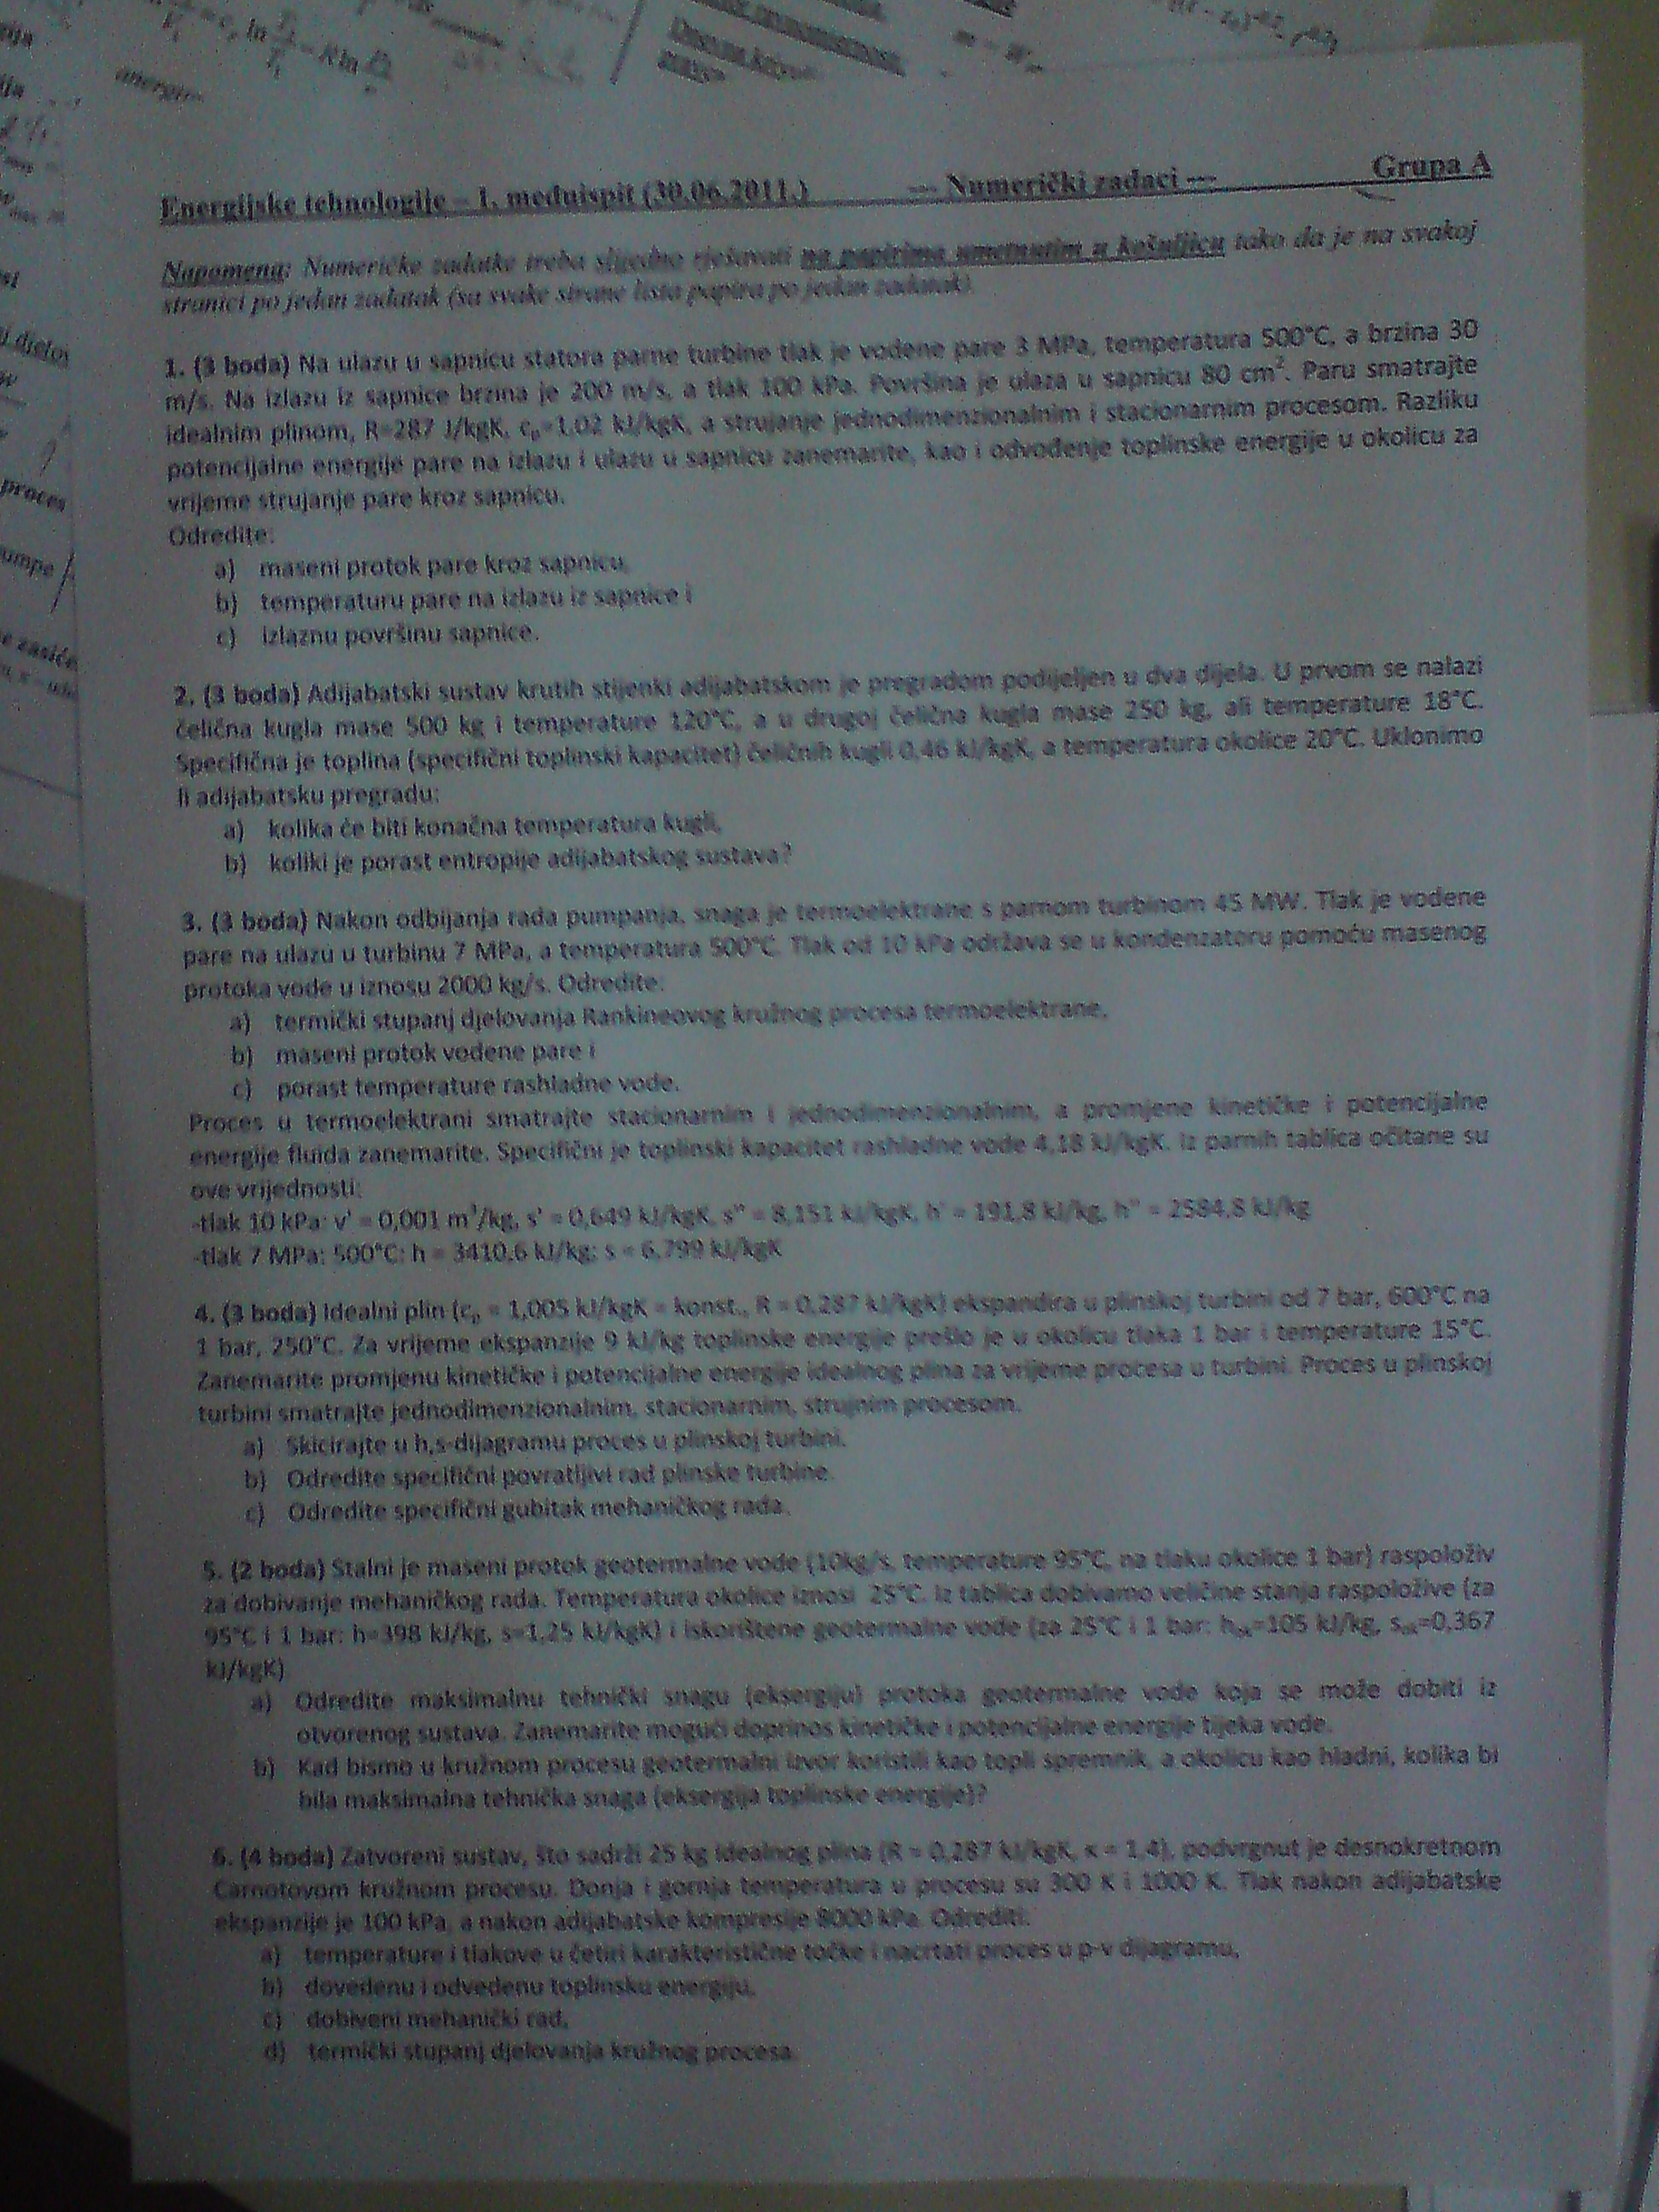 Energijske tehnologije – 1. međuispit (30.06.2011.) --- Numerički zadaci --- Grupa A
Napomena: Numeričke zadatke treba slijedno rješavati na papirima umetnutim u košuljicu tako da je na svakoj
stranici po jedan zadatak (sa svake strane lista papira po jedan zadatak).
1. (3 boda) Na ulazu u sapnicu statora parne turbine tlak je vodene pare 3 MPa, temperatura 500°C, a brzina 30
m/s. Na izlazu iz sapnice brzina je 200 m/s, a tlak 100 kPa. Površina je ulaza u sapnicu 80 cm². Paru smatrajte
idealnim plinom, R=287 J/kgK, cp=1,02 kJ/kgK, a strujanje jednodimenzionalnim i stacionarnim procesom. Razliku
potencijalne energije pare na izlazu i ulazu u sapnicu zanemarite, kao i odvođenje toplinske energije u okolicu za
vrijeme strujanje pare kroz sapnicu.
Odredite:
a) maseni protok pare kroz sapnicu,
b) temperaturu pare na izlazu iz sapnice i
c) izlaznu površinu sapnice.
2. (3 boda) Adijabatski sustav krutih stijenki adijabatskom je pregradom podijeljen u dva dijela. U prvom se nalazi
čelična kugla mase 500 kg i temperature 120°C, a u drugoj čelična kugla mase 250 kg, ali temperature 18°C.
Specifična je toplina (specifični toplinski kapacitet) čeličnih kugli 0,46 kJ/kgK, a temperatura okolice 20°C. Uklonimo
li adijabatsku pregradu:
a) kolika će biti konačna temperatura kugli,
b) koliki je porast entropije adijabatskog sustava?
3. (3 boda) Nakon odbijanja rada pumpanja, snaga je termoelektrane s parnom turbinom 45 MW. Tlak je vodene
pare na ulazu u turbinu 7 MPa, a temperatura 500°C. Tlak od 10 kPa održava se u kondenzatoru pomoću masenog
protoka vode u iznosu 2000 kg/s. Odredite:
a) termički stupanj djelovanja Rankineovog kružnog procesa termoelektrane,
b) maseni protok vodene pare i
c) porast temperature rashladne vode.
Proces u termoelektrani smatrajte stacionarnim i jednodimenzionalnim, a promjene kinetičke i potencijalne
energije fluida zanemarite. Specifični je toplinski kapacitet rashladne vode 4,18 kJ/kgK. Iz parnih tablica očitane su
ove vrijednosti:
-tlak 10 kPa: v' = 0,001 m³/kg, s' = 0,649 kJ/kgK, s'' = 8,151 kJ/kgK, h' = 191,8 kJ/kg, h'' = 2584,8 kJ/kg
-tlak 7 MPa: 500°C: h = 3410,6 kJ/kg; s = 6,799 kJ/kgK
4. (3 boda) Idealni plin (cp = 1,005 kJ/kgK = konst., R = 0,287 kJ/kgK) ekspandira u plinskoj turbini od 7 bar, 600°C na
1 bar, 250°C. Za vrijeme ekspanzije 9 kJ/kg toplinske energije prešlo je u okolicu tlaka 1 bar i temperature 15°C.
Zanemarite promjenu kinetičke i potencijalne energije idealnog plina za vrijeme procesa u turbini. Proces u plinskoj
turbini smatrajte jednodimenzionalnim, stacionarnim, strujnim procesom.
a) Skicirajte u h,s-dijagramu proces u plinskoj turbini.
b) Odredite specifični povratljivi rad plinske turbine.
c) Odredite specifični gubitak mehaničkog rada.
5. (2 boda) Stalni je maseni protok geotermalne vode (10kg/s, temperature 95°C, na tlaku okolice 1 bar) raspoloživ
za dobivanje mehaničkog rada. Temperatura okolice iznosi 25°C. Iz tablica dobivamo veličine stanja raspoložive (za
95°C i 1 bar: h=398 kJ/kg, s=1,25 kJ/kgK) i iskorištene geotermalne vode (za 25°C i 1 bar: hok=105 kJ/kg, sok=0,367
kJ/kgK)
a) Odredite maksimalnu tehnički snagu (eksergiju) protoka geotermalne vode koja se može dobiti iz
otvorenog sustava. Zanemarite mogući doprinos kinetičke i potencijalne energije tijeka vode.
b) Kad bismo u kružnom procesu geotermalni izvor koristili kao topli spremnik, a okolicu kao hladni, kolika bi
bila maksimalna tehnička snaga (eksergija toplinske energije)?
6. (4 boda) Zatvoreni sustav, što sadrži 25 kg idealnog plina (R = 0,287 kJ/kgK, κ = 1,4), podvrgnut je desnokretnom
Carnotovom kružnom procesu. Donja i gornja temperatura u procesu su 300 K i 1000 K. Tlak nakon adijabatske
ekspanzije je 100 kPa, a nakon adijabatske kompresije 8000 kPa. Odrediti:
a) temperature i tlakove u četiri karakteristične točke i nacrtati proces u p-v dijagramu,
b) dovedenu i odvedenu toplinsku energiju,
c) dobiveni mehanički rad,
d) termički stupanj djelovanja kružnog procesa.